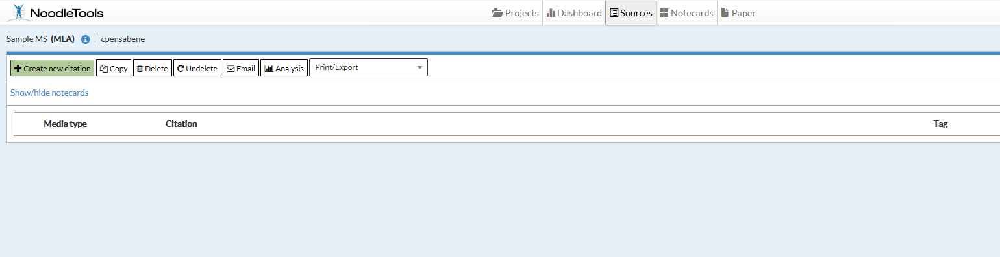 NoodleTools Projects Dashboard Sources Notecards Paper
Sample MS (MLA) cpensabene
Create new citation Copy Delete Undelete Email Analysis Print/Export
Show/hide notecards
Media type Citation Tag